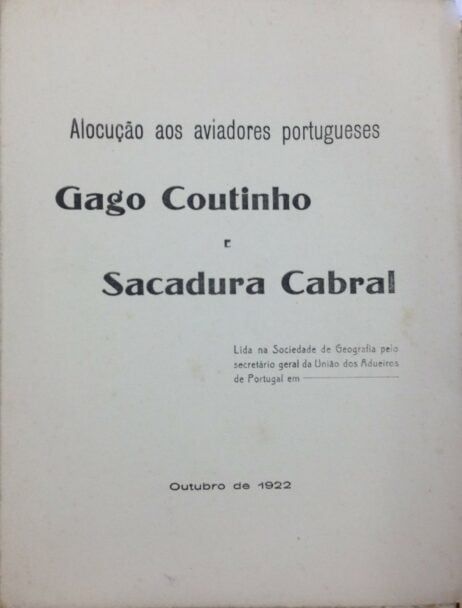 Alocução aos aviadores portugueses
Gago Coutinho
E
Sacadura Cabral
Lida na Sociedade de Geografia pelo
secretário geral da União dos Adueiros
de Portugal em
Outubro de 1922